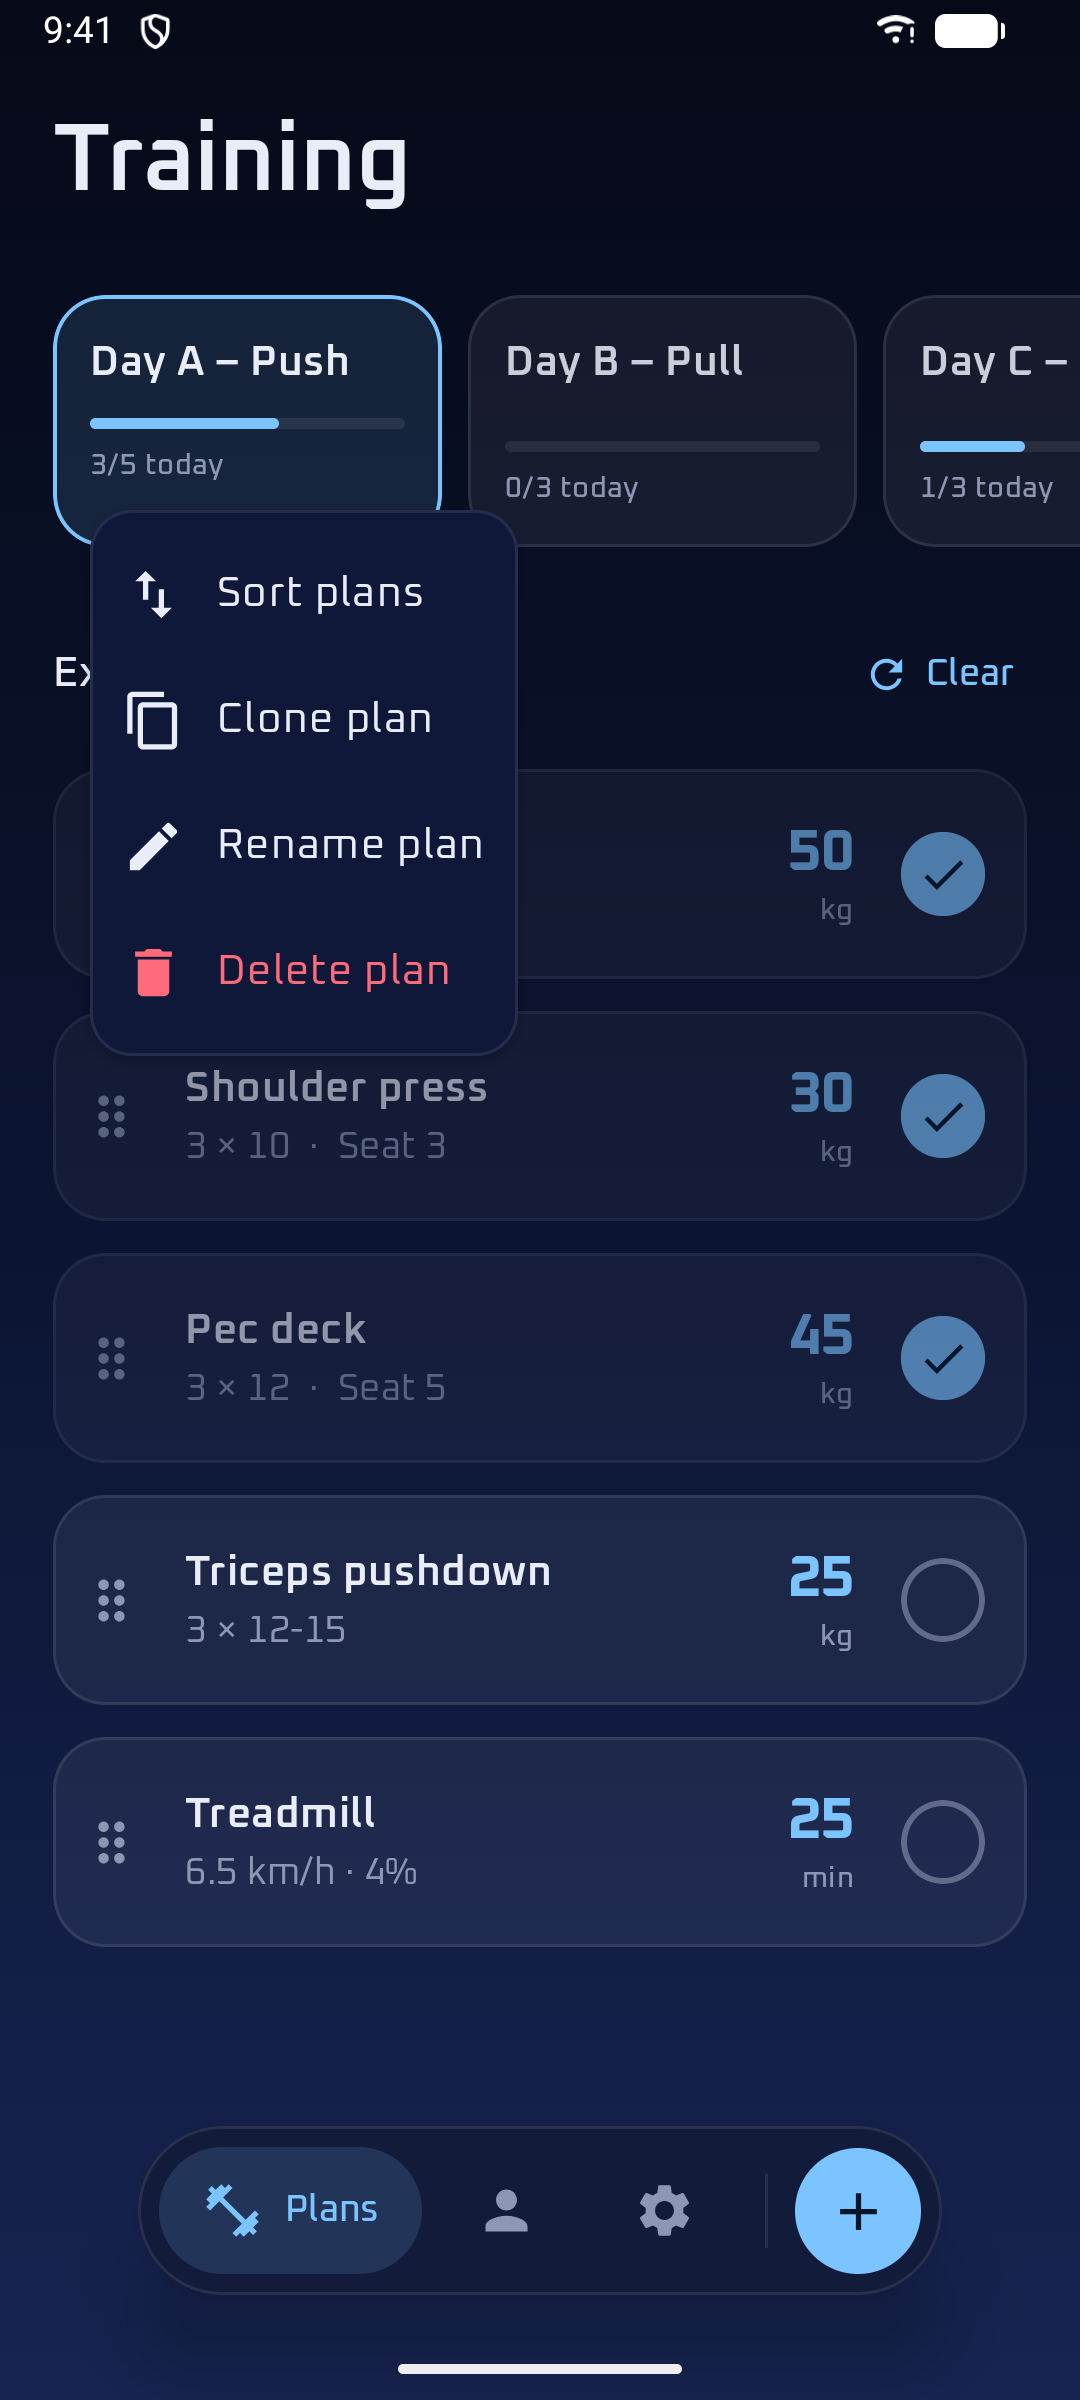 9:41
Training
Day A – Push
3/5 today
Day B – Pull
0/3 today
Day C –
1/3 today
Sort plans
Clone plan
Rename plan
Delete plan
Clear
50
kg
Shoulder press
3 × 10 · Seat 3
30
kg
Pec deck
3 × 12 · Seat 5
45
kg
Triceps pushdown
3 × 12-15
25
kg
Treadmill
6.5 km/h · 4%
25
min
Plans